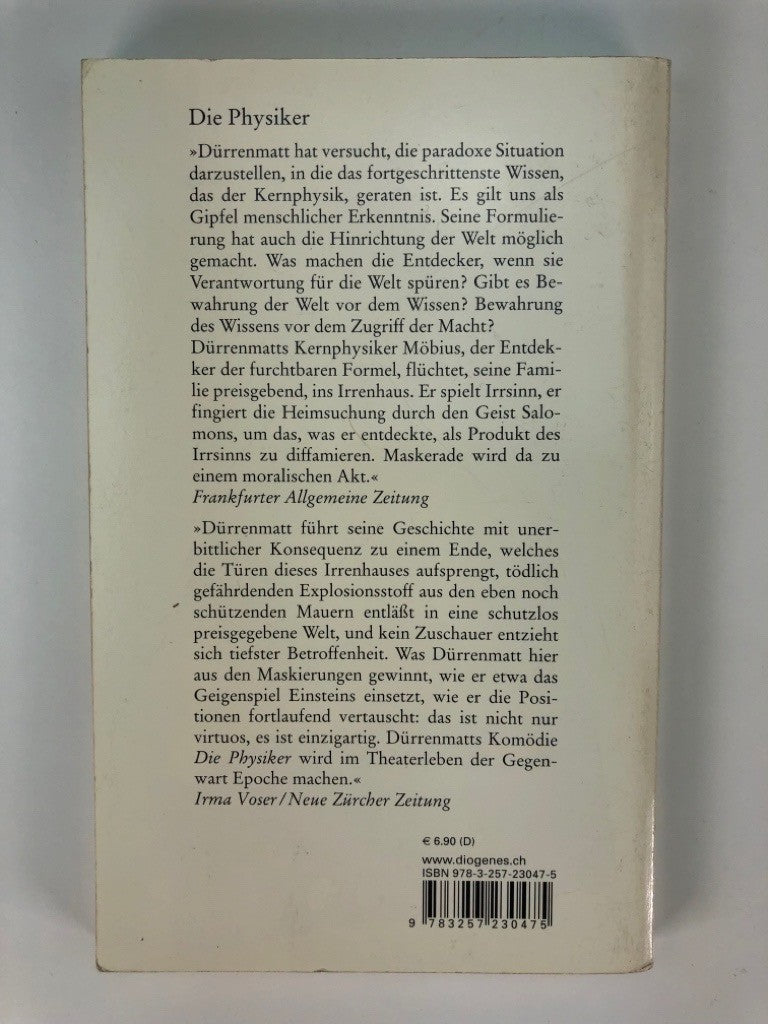 Die Physiker
»Dürrenmatt hat versucht, die paradoxe Situation
darzustellen, in die das fortgeschrittenste Wissen,
das der Kernphysik, geraten ist. Es gilt uns als
Gipfel menschlicher Erkenntnis. Seine Formulie-
rung hat auch die Hinrichtung der Welt möglich
gemacht. Was machen die Entdecker, wenn sie
Verantwortung für die Welt spüren? Gibt es Be-
wahrung der Welt vor dem Wissen? Bewahrung
des Wissens vor dem Zugriff der Macht?
Dürrenmatts Kernphysiker Möbius, der Entdek-
ker der furchtbaren Formel, flüchtet, seine Fami-
lie preisgebend, ins Irrenhaus. Er spielt Irrsinn, er
fingiert die Heimsuchung durch den Geist Salo-
mons, um das, was er entdeckte, als Produkt des
Irrsinns zu diffamieren. Maskerade wird da zu
einem moralischen Akt.«
Frankfurter Allgemeine Zeitung
»Dürrenmatt führt seine Geschichte mit uner-
bittlicher Konsequenz zu einem Ende, welches
die Türen dieses Irrenhauses aufsprengt, tödlich
gefährdenden Explosionsstoff aus den eben noch
schützenden Mauern entläßt in eine schutzlos
preisgegebene Welt, und kein Zuschauer entzieht
sich tiefster Betroffenheit. Was Dürrenmatt hier
aus den Maskierungen gewinnt, wie er etwa das
Geigenspiel Einsteins einsetzt, wie er die Posi-
tionen fortlaufend vertauscht: das ist nicht nur
virtuos, es ist einzigartig. Dürrenmatts Komödie
Die Physiker wird im Theaterleben der Gegen-
wart Epoche machen.«
Irma Voser/Neue Zürcher Zeitung
€ 6.90 (D)
www.diogenes.ch
ISBN 978-3-257-23047-5
9 783257 230475